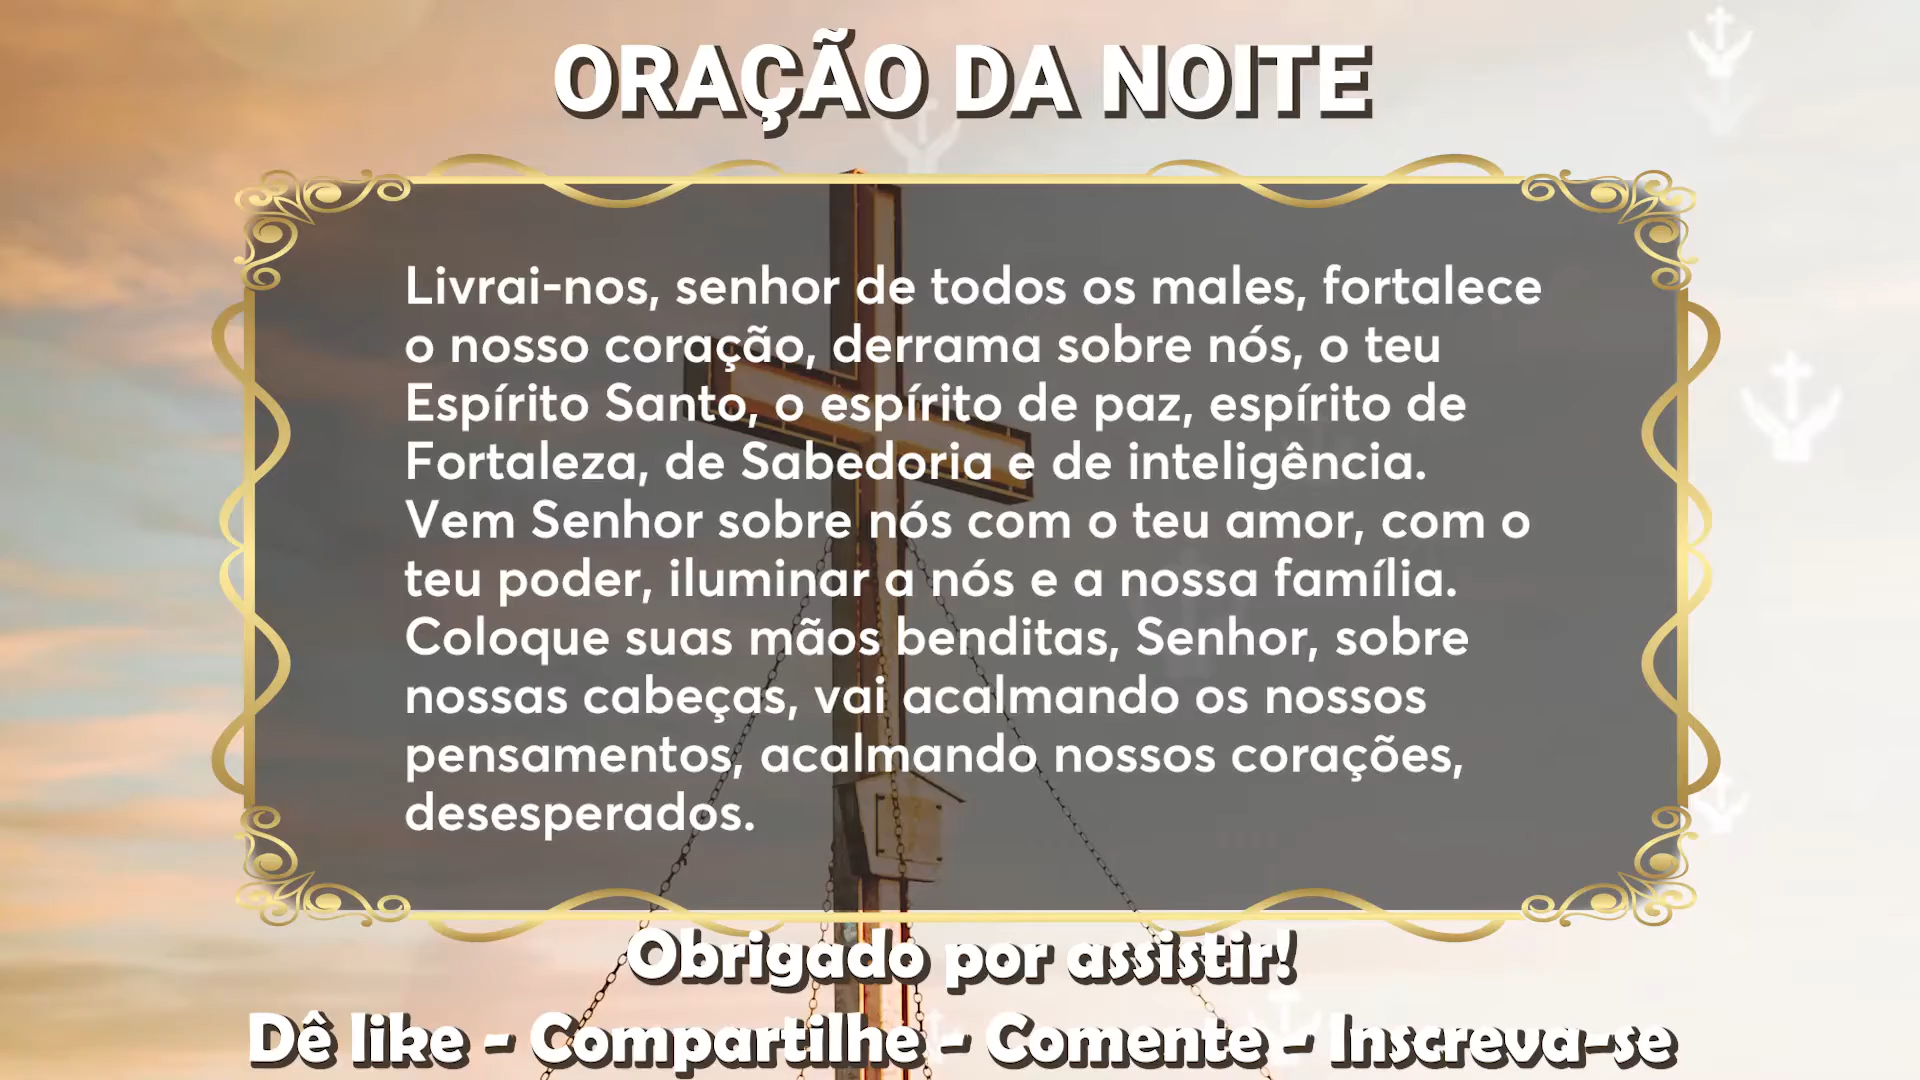 ORAÇÃO DA NOITE
Livrai-nos, senhor de todos os males, fortalece
o nosso coração, derrama sobre nós, o teu
Espírito Santo, o espírito de paz, espírito de
Fortaleza, de Sabedoria e de inteligência.
Vem Senhor sobre nós com o teu amor, com o
teu poder, iluminar a nós e a nossa família.
Coloque suas mãos benditas, Senhor, sobre
nossas cabeças, vai acalmando os nossos
pensamentos, acalmando nossos corações,
desesperados.
Obrigado por assistir!
Dê like - Compartilhe - Comente - Inscreva-se